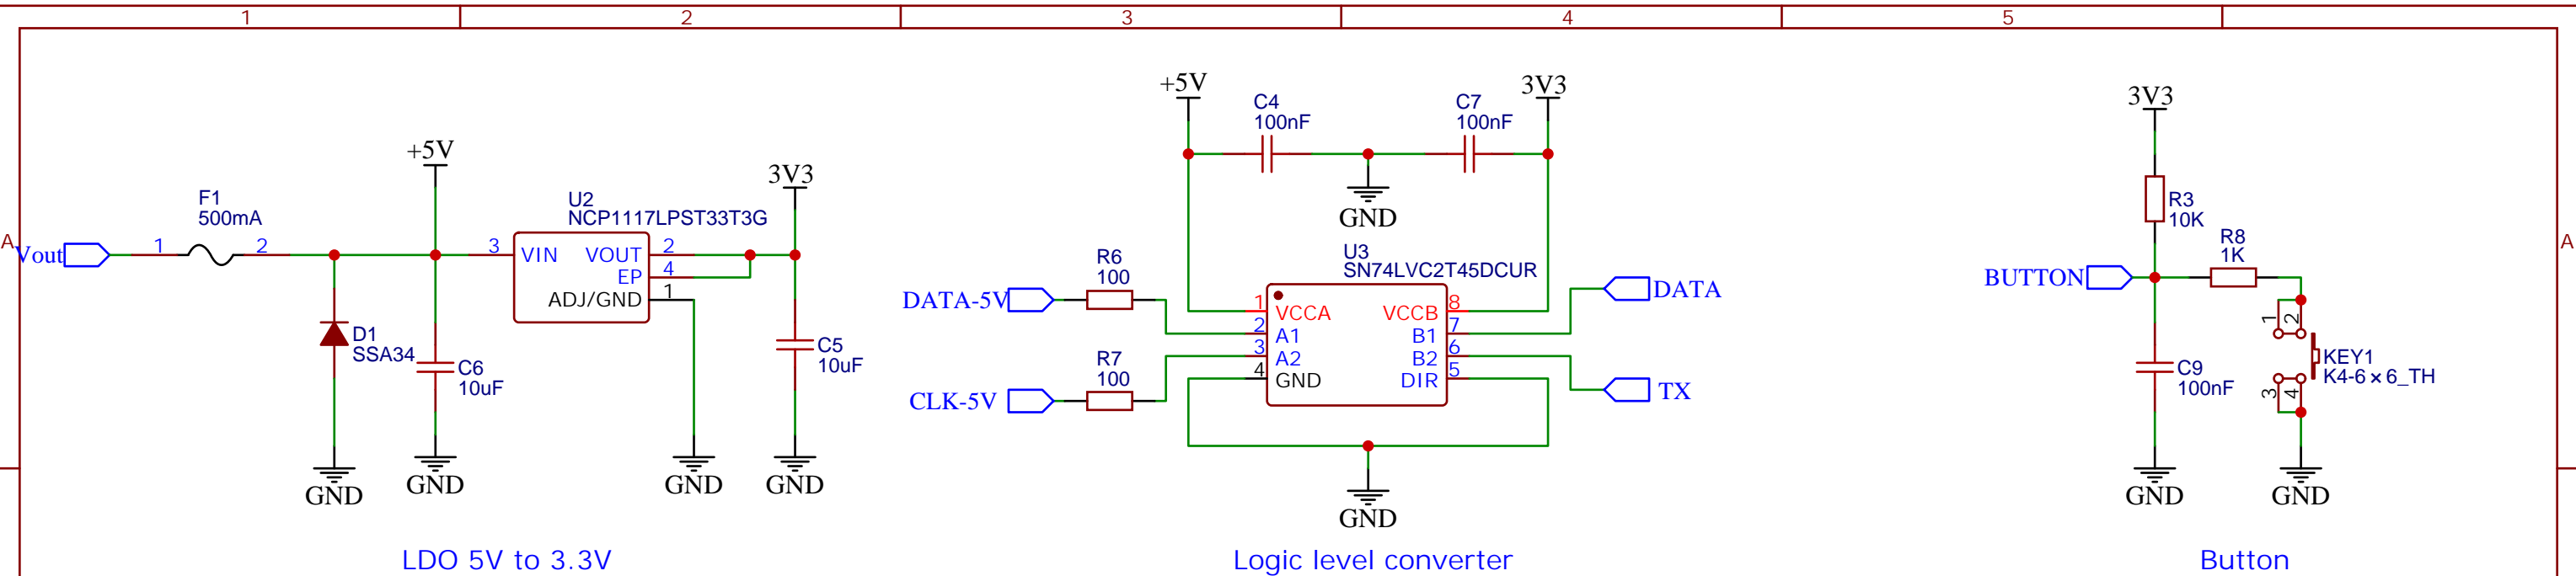 1
2
3
4
5
A
A
Vout
1
F1
500mA
2
+5V
D1
SSA34
C6
10uF
3
U2
NCP1117LPST33T3G
VIN
VOUT
EP
ADJ/GND
2
4
1
3V3
C5
10uF
GND
GND
GND
GND
LDO 5V to 3.3V
+5V
C4
100nF
C7
100nF
3V3
GND
DATA-5V
R6
100
CLK-5V
R7
100
U3
SN74LVC2T45DCUR
1
VCCA
2
A1
3
A2
4
GND
VCCB
8
B1
7
B2
6
DIR
5
DATA
TX
GND
Logic level converter
3V3
R3
10K
BUTTON
R8
1K
C9
100nF
1
2
3
4
KEY1
K4-6×6_TH
GND
GND
Button